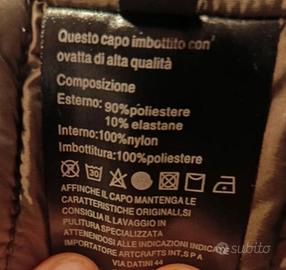 Questo capo imbottito con
ovatta di alta qualità
Composizione
Esterno: 90%poliestere
10% elastane
Interno:100%nylon
Imbottitura:100%poliestere
30
AFFINCHE IL CAPO MANTENGA LE
CARATTERISTICHE ORIGINALI,SI
CONSIGLIA IL LAVAGGIO IN
PULITURA SPECIALIZZATA
ATTENENDOSI ALLE INDICAZIONI INDICATE
IMPORTATORE ARTCRAFTS INT.SPA
VIA DATINI 44
subito